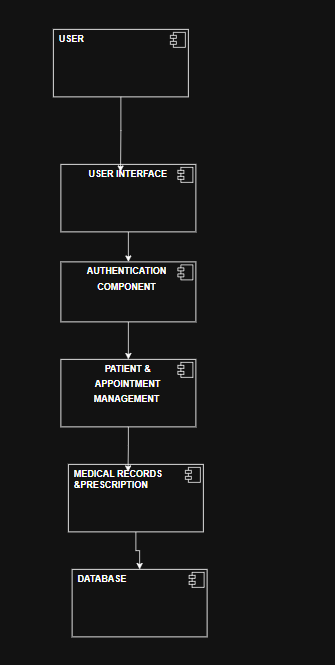 USER
USER INTERFACE
AUTHENTICATION
COMPONENT
PATIENT &
APPOINTMENT
MANAGEMENT
MEDICAL RECORDS
&PRESCRIPTION
DATABASE